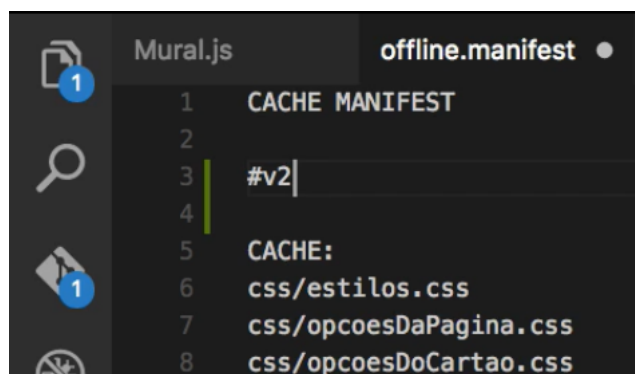 Mural.js offline.manifest
1 CACHE MANIFEST
2
3 #v2
4
5 CACHE:
6 css/estilos.css
7 css/opcoesDaPagina.css
8 css/opcoesDoCartao.css
1
1